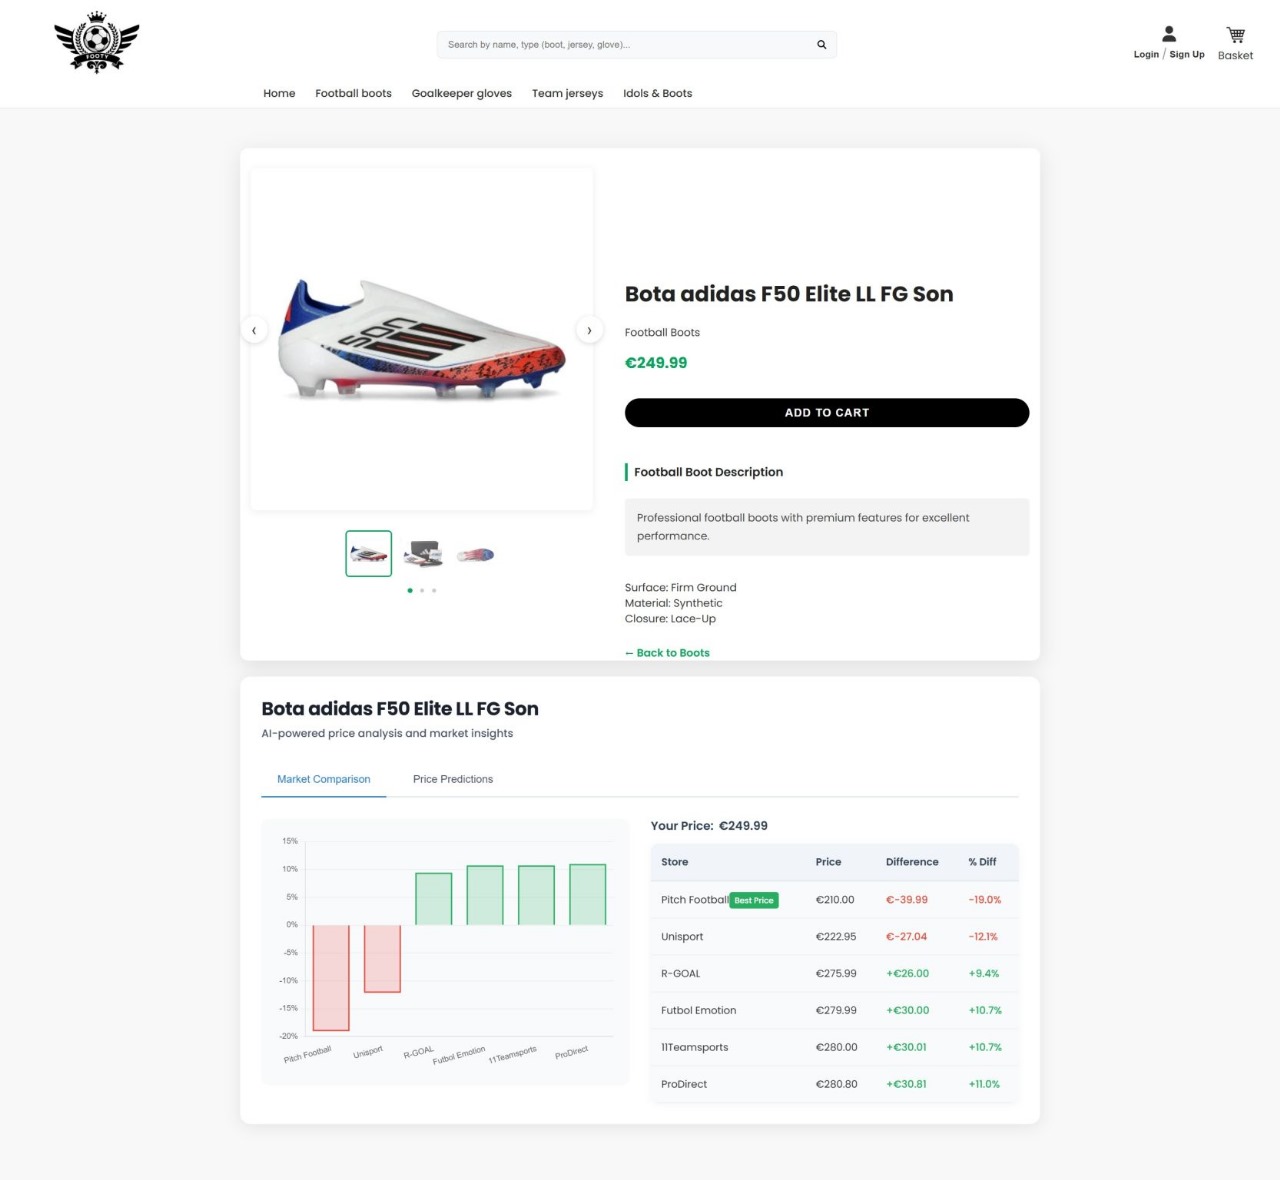 FOOTY
Search by name, type (boot, jersey, glove)...
Login / Sign Up
Basket
Home
Football boots
Goalkeeper gloves
Team jerseys
Idols & Boots
SON
‹
›
Bota adidas F50 Elite LL FG Son
Football Boots
€249.99
ADD TO CART
Football Boot Description
Professional football boots with premium features for excellent
performance.
Surface: Firm Ground
Material: Synthetic
Closure: Lace-Up
← Back to Boots
Bota adidas F50 Elite LL FG Son
AI-powered price analysis and market insights
Market Comparison
Price Predictions
15%
10%
5%
0%
-5%
-10%
-15%
-20%
Pitch Football
Unisport
R-GOAL
Futbol Emotion
11Teamsports
ProDirect
Your Price: €249.99
Store Price Difference % Diff
Pitch Football Best Price €210.00 €-39.99 -19.0%
Unisport €222.95 €-27.04 -12.1%
R-GOAL €275.99 +€26.00 +9.4%
Futbol Emotion €279.99 +€30.00 +10.7%
11Teamsports €280.00 +€30.01 +10.7%
ProDirect €280.80 +€30.81 +11.0%